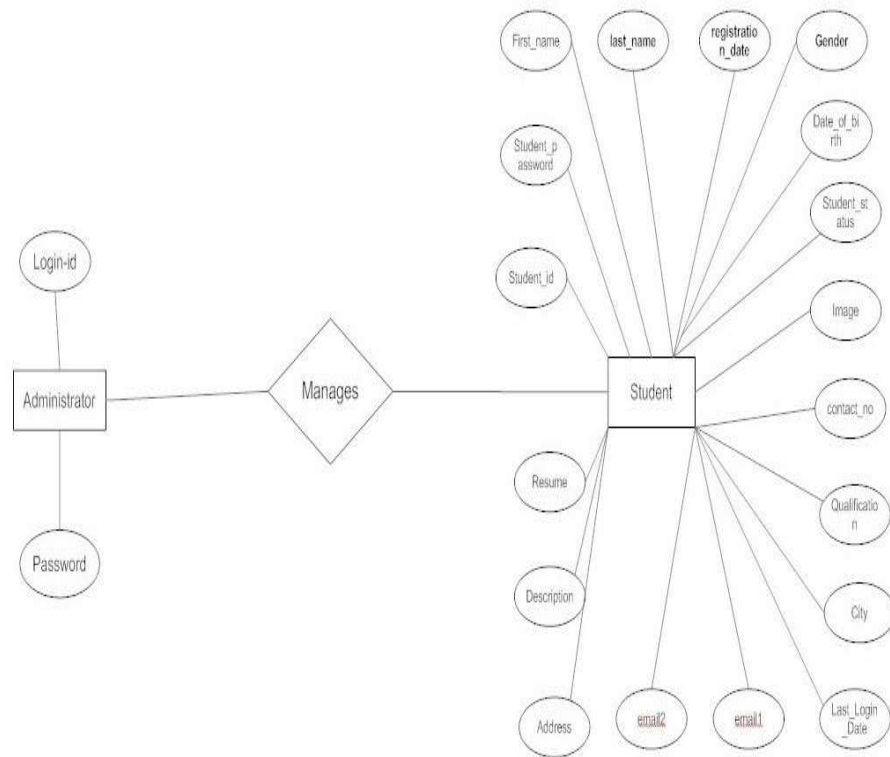 First_name
last_name
registratio
n_date
Gender
Student_p
assword
Date_of_bi
rth
Student_st
atus
Login-id
Student_id
Image
Administrator
Manages
Student
contact_no
Resume
Qualificatio
n
Password
Description
City
Address
email2
email1
Last_Login
_Date